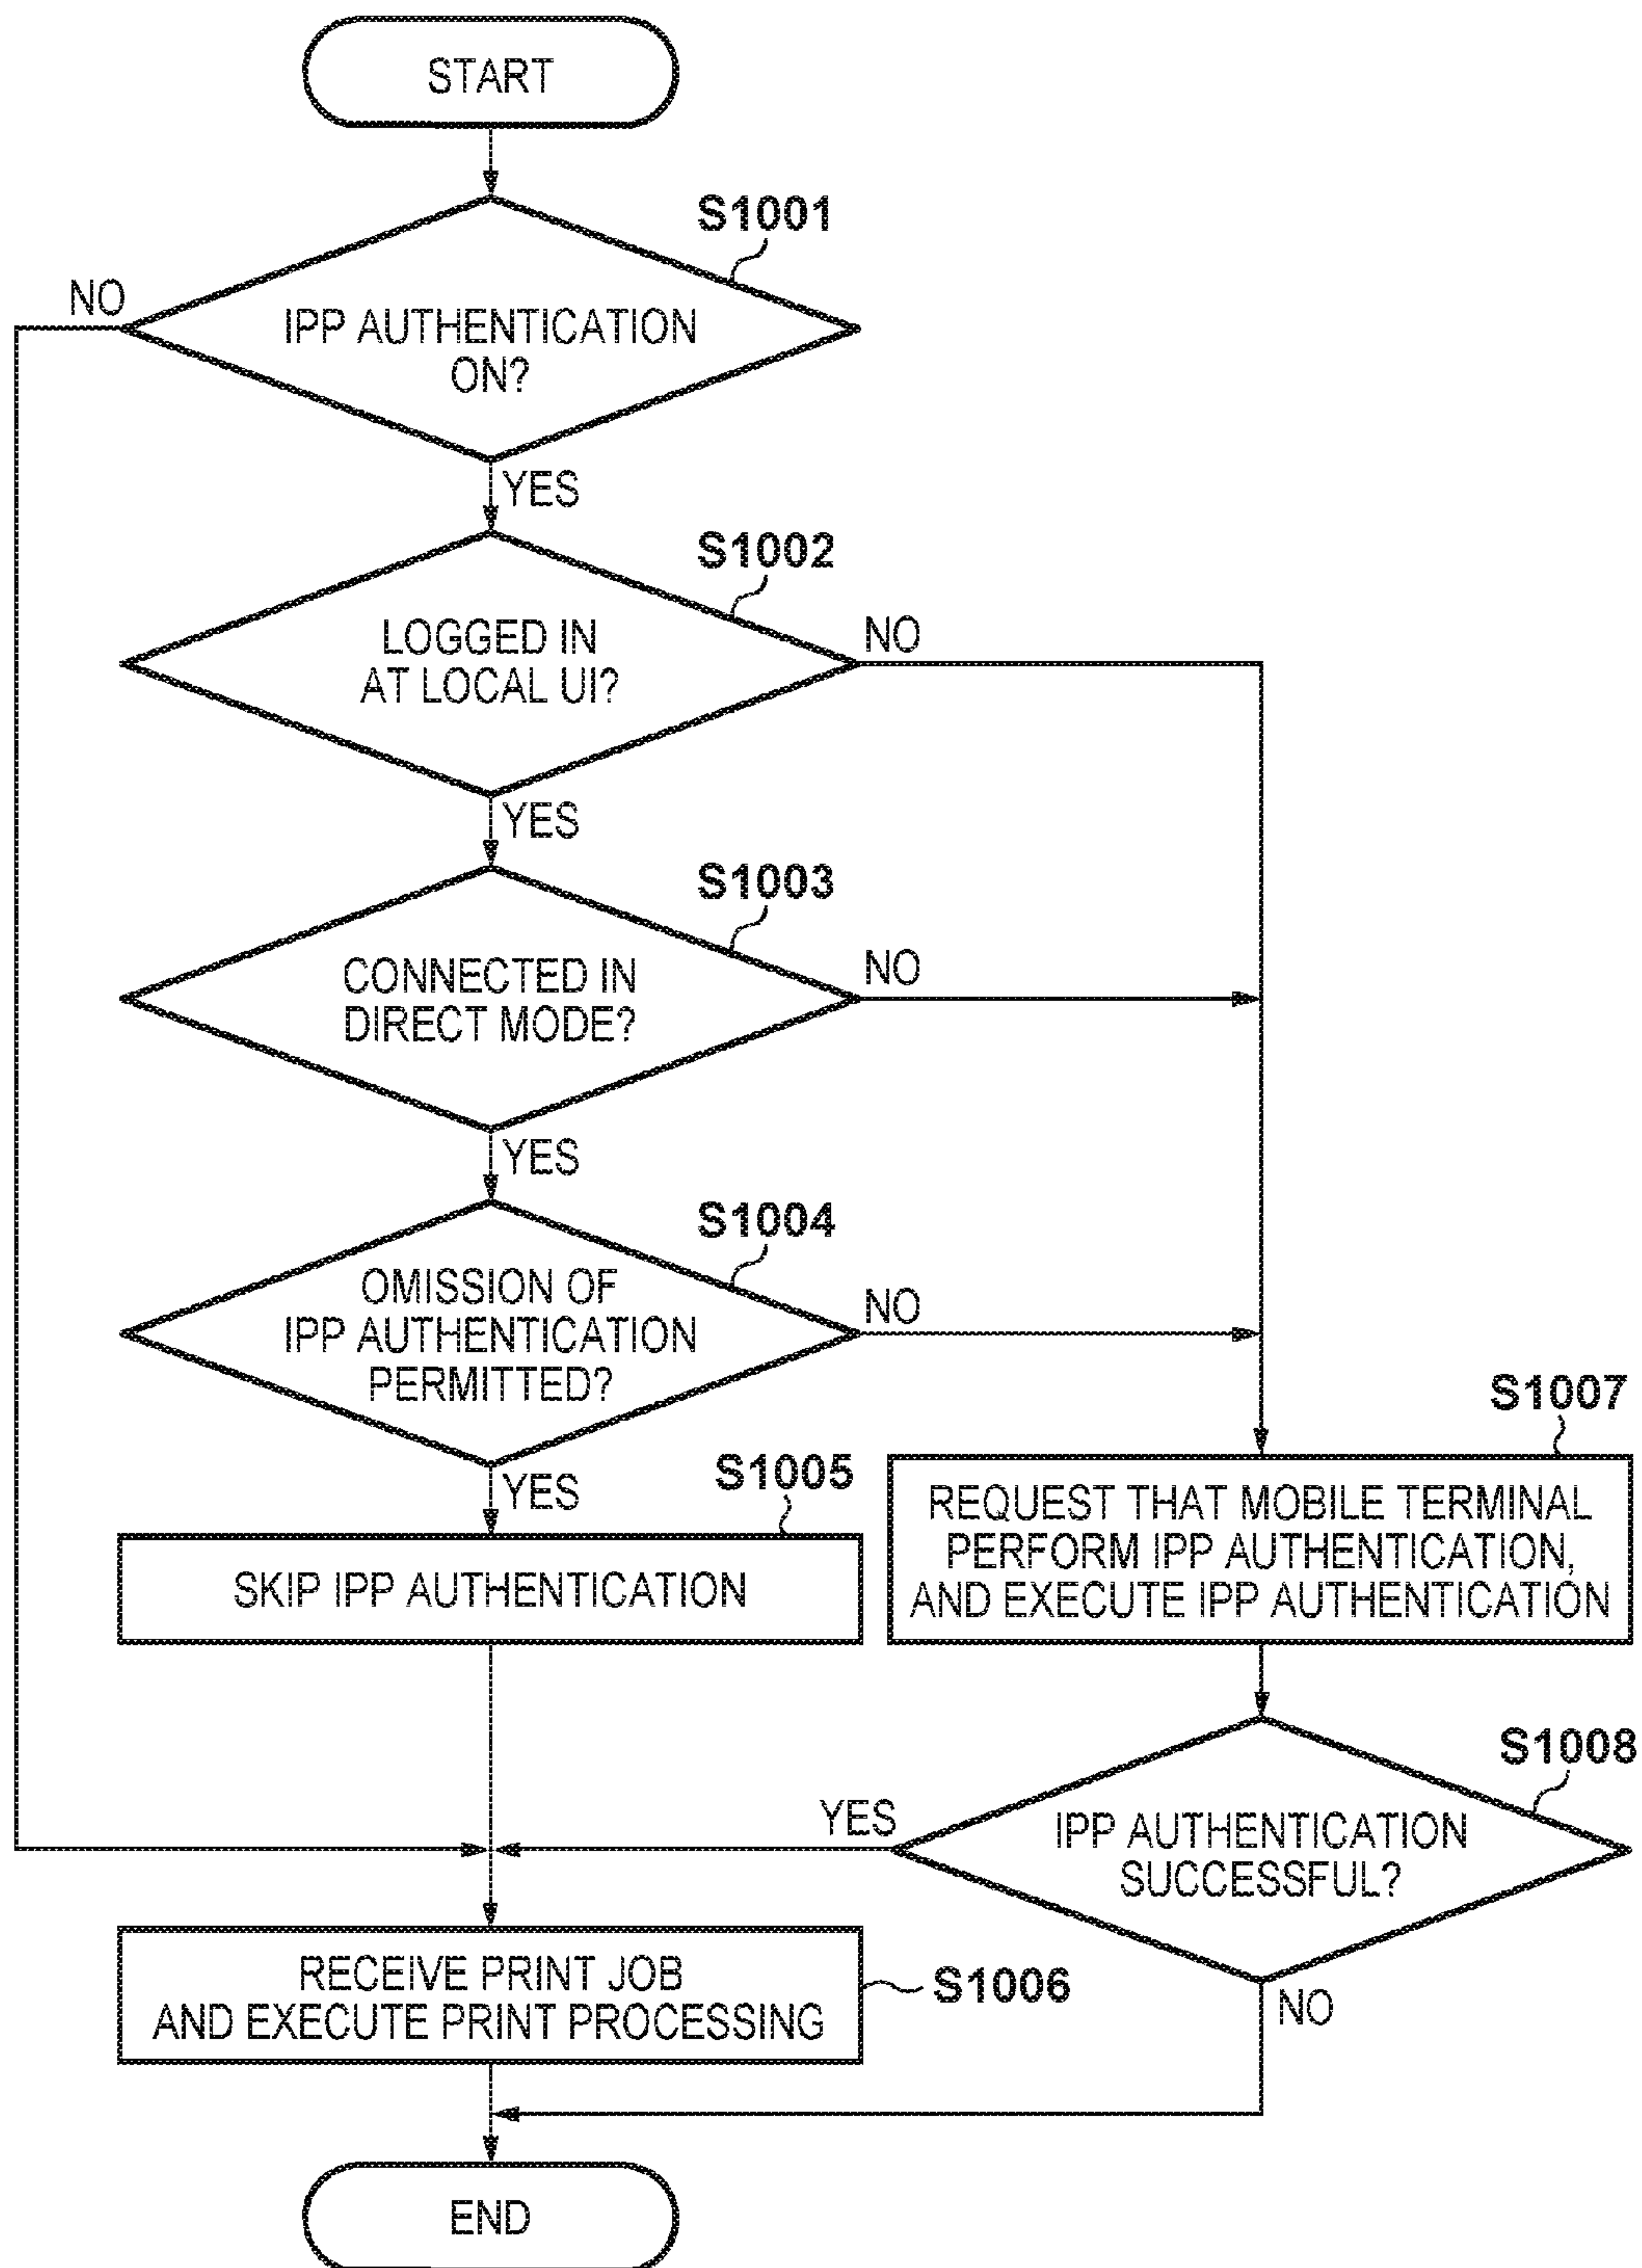 START
S1001
NO
IPP AUTHENTICATION
ON?
YES
S1002
LOGGED IN
AT LOCAL UI?
NO
YES
S1003
CONNECTED IN
DIRECT MODE?
NO
YES
S1004
OMISSION OF
IPP AUTHENTICATION
PERMITTED?
NO
YES
S1005
SKIP IPP AUTHENTICATION
S1007
REQUEST THAT MOBILE TERMINAL
PERFORM IPP AUTHENTICATION,
AND EXECUTE IPP AUTHENTICATION
S1008
YES
IPP AUTHENTICATION
SUCCESSFUL?
NO
RECEIVE PRINT JOB
AND EXECUTE PRINT PROCESSING
S1006
END